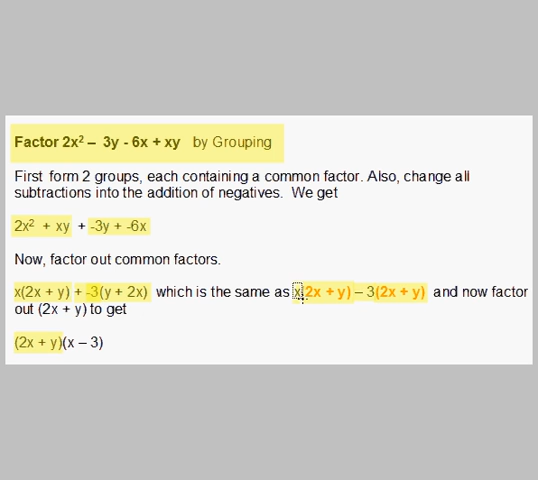 Factor 2x² – 3y - 6x + xy by Grouping
First form 2 groups, each containing a common factor. Also, change all
subtractions into the addition of negatives. We get
2x² + xy + -3y + -6x
Now, factor out common factors.
x(2x + y) + -3(y + 2x) which is the same as x(2x + y) – 3(2x + y) and now factor
out (2x + y) to get
(2x + y)(x – 3)